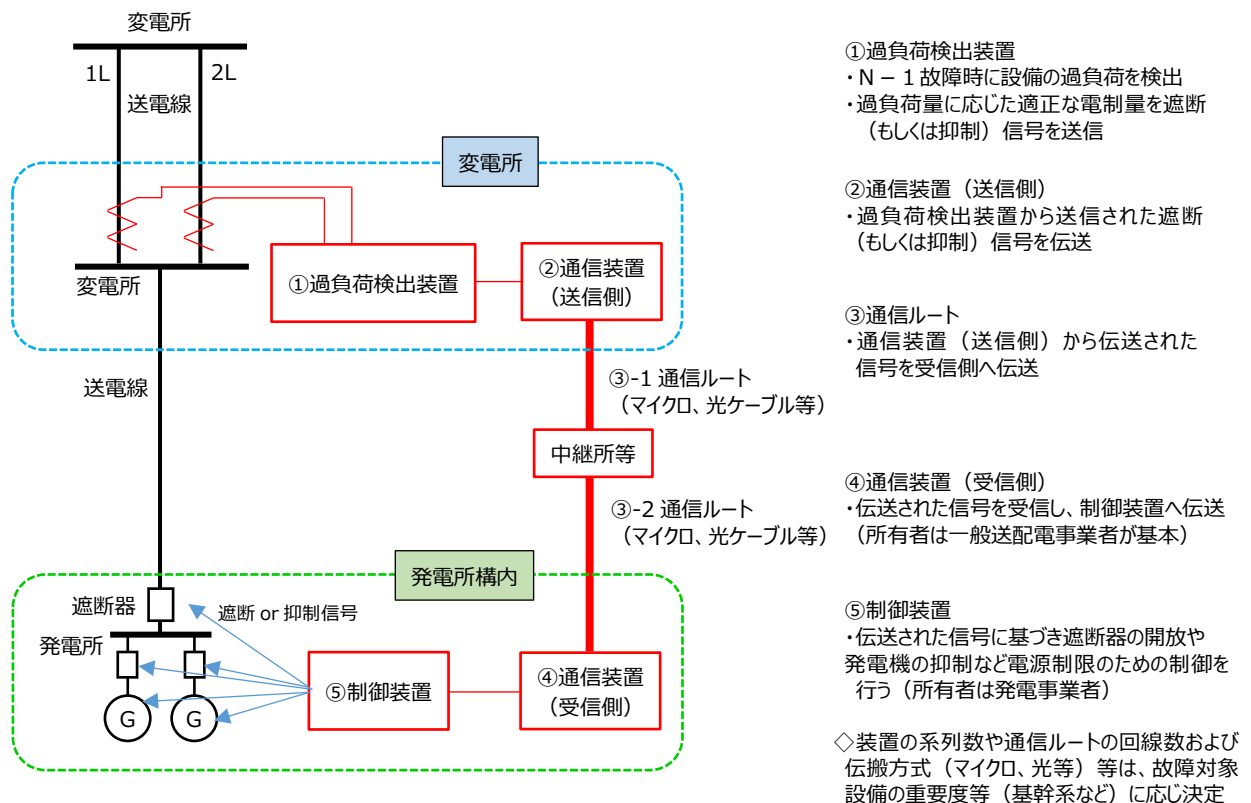 変電所
1L
2L
送電線
変電所
変電所
①過負荷検出装置
②通信装置
（送信側）
送電線
③-1 通信ルート
（マイクロ、光ケーブル等）
中継所等
③-2 通信ルート
（マイクロ、光ケーブル等）
発電所構内
遮断器
遮断 or 抑制信号
発電所
G
G
⑤制御装置
④通信装置
（受信側）
①過負荷検出装置
・Ｎ－１故障時に設備の過負荷を検出
・過負荷量に応じた適正な電制量を遮断
（もしくは抑制）信号を送信
②通信装置（送信側）
・過負荷検出装置から送信された遮断
（もしくは抑制）信号を伝送
③通信ルート
・通信装置（送信側）から伝送された
信号を受信側へ伝送
④通信装置（受信側）
・伝送された信号を受信し、制御装置へ伝送
（所有者は一般送配電事業者が基本）
⑤制御装置
・伝送された信号に基づき遮断器の開放や
発電機の抑制など電源制限のための制御を
行う（所有者は発電事業者）
◇装置の系列数や通信ルートの回線数および
伝搬方式（マイクロ、光等）等は、故障対象
設備の重要度等（基幹系など）に応じ決定